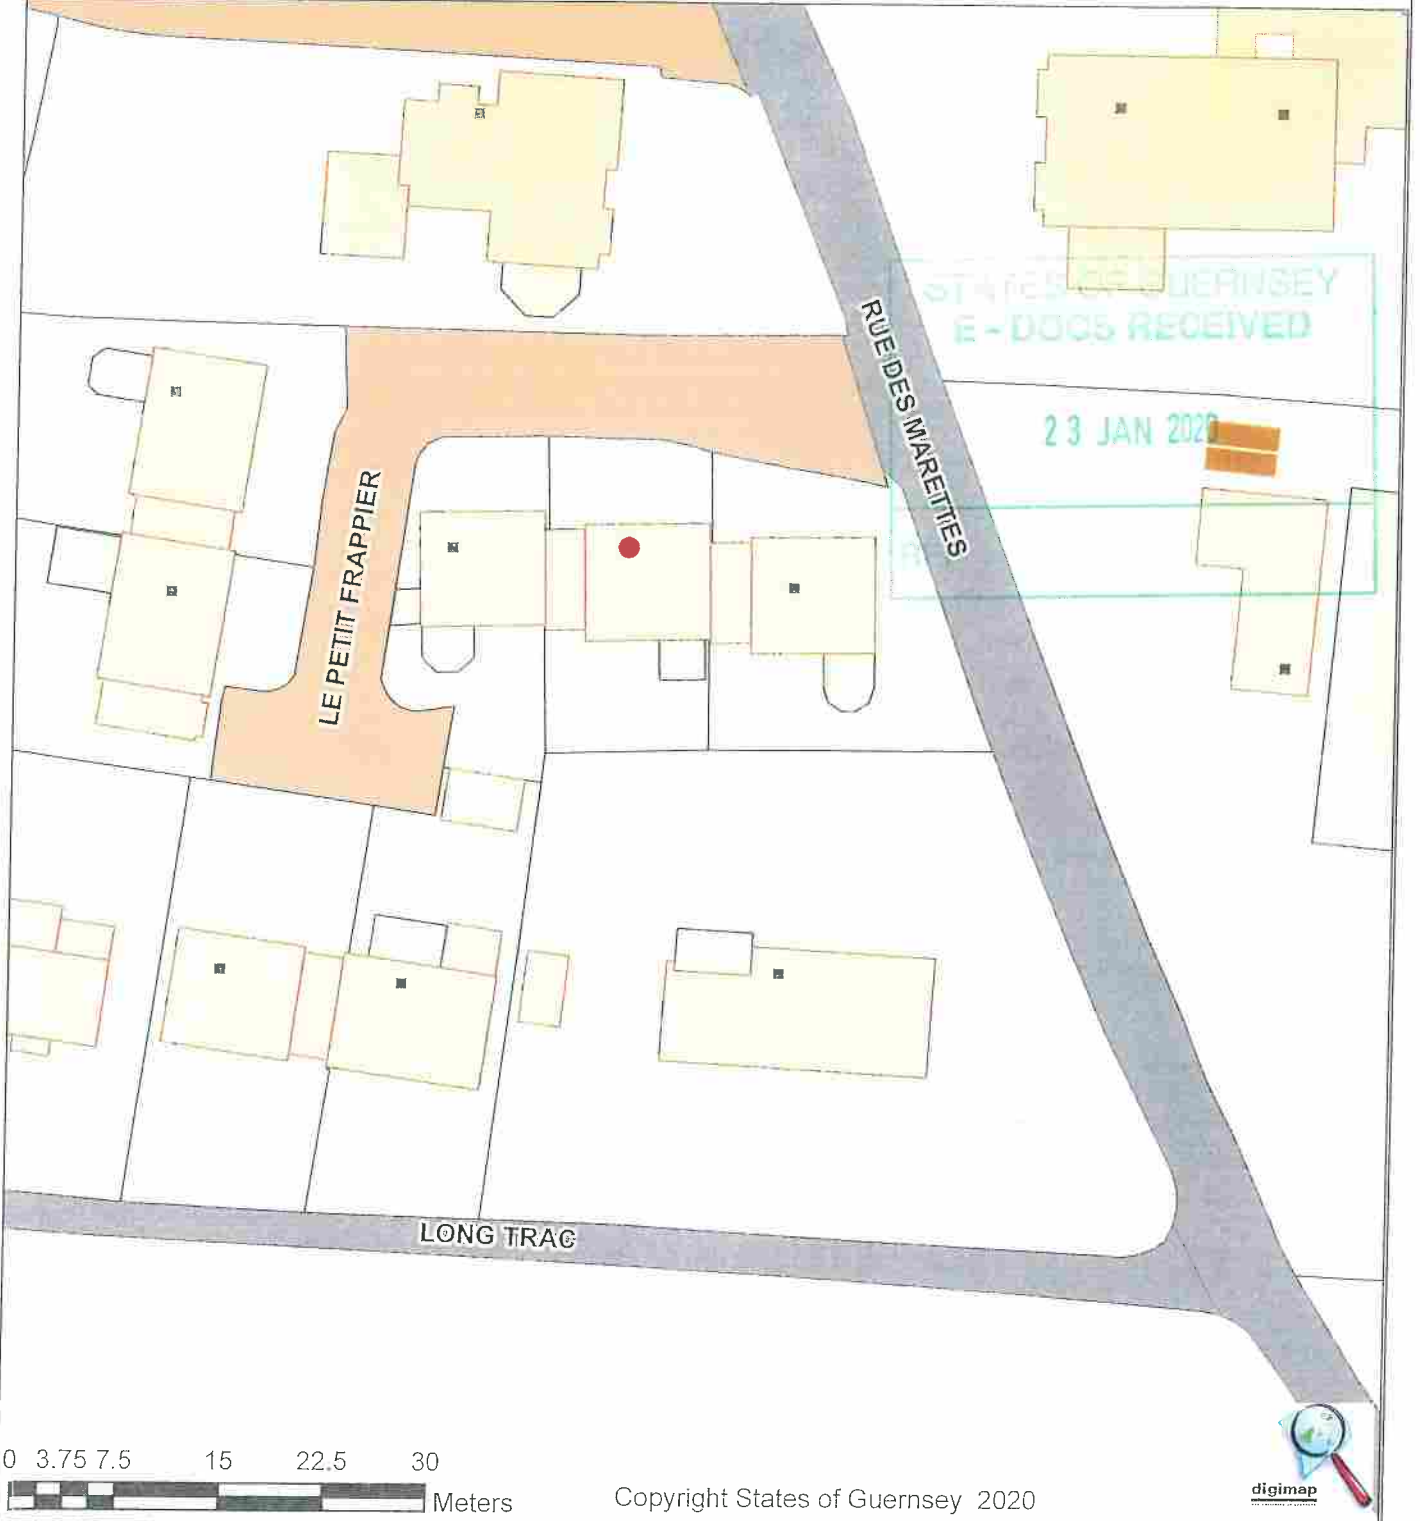 STATES OF GUERNSEY
E - DOCS RECEIVED
RUE DES MARETTES
23 JAN 2020
LE PETIT FRAPPIER
LONG TRAC
0 3.75 7.5 15 22.5 30
Meters
Copyright States of Guernsey 2020
digimap